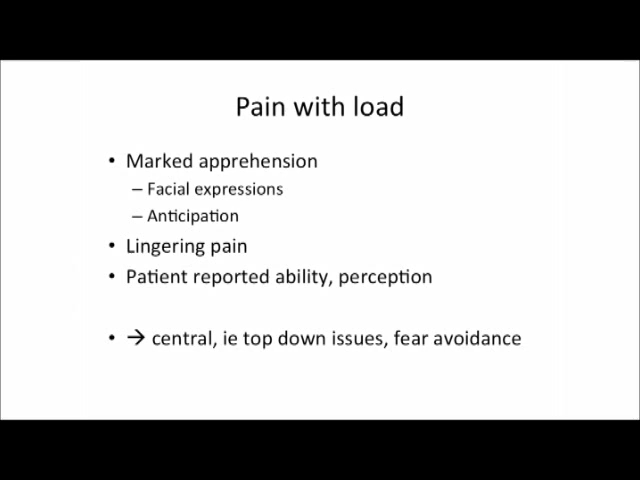 Pain with load
• Marked apprehension
– Facial expressions
– Anticipation
• Lingering pain
• Patient reported ability, perception
• → central, ie top down issues, fear avoidance